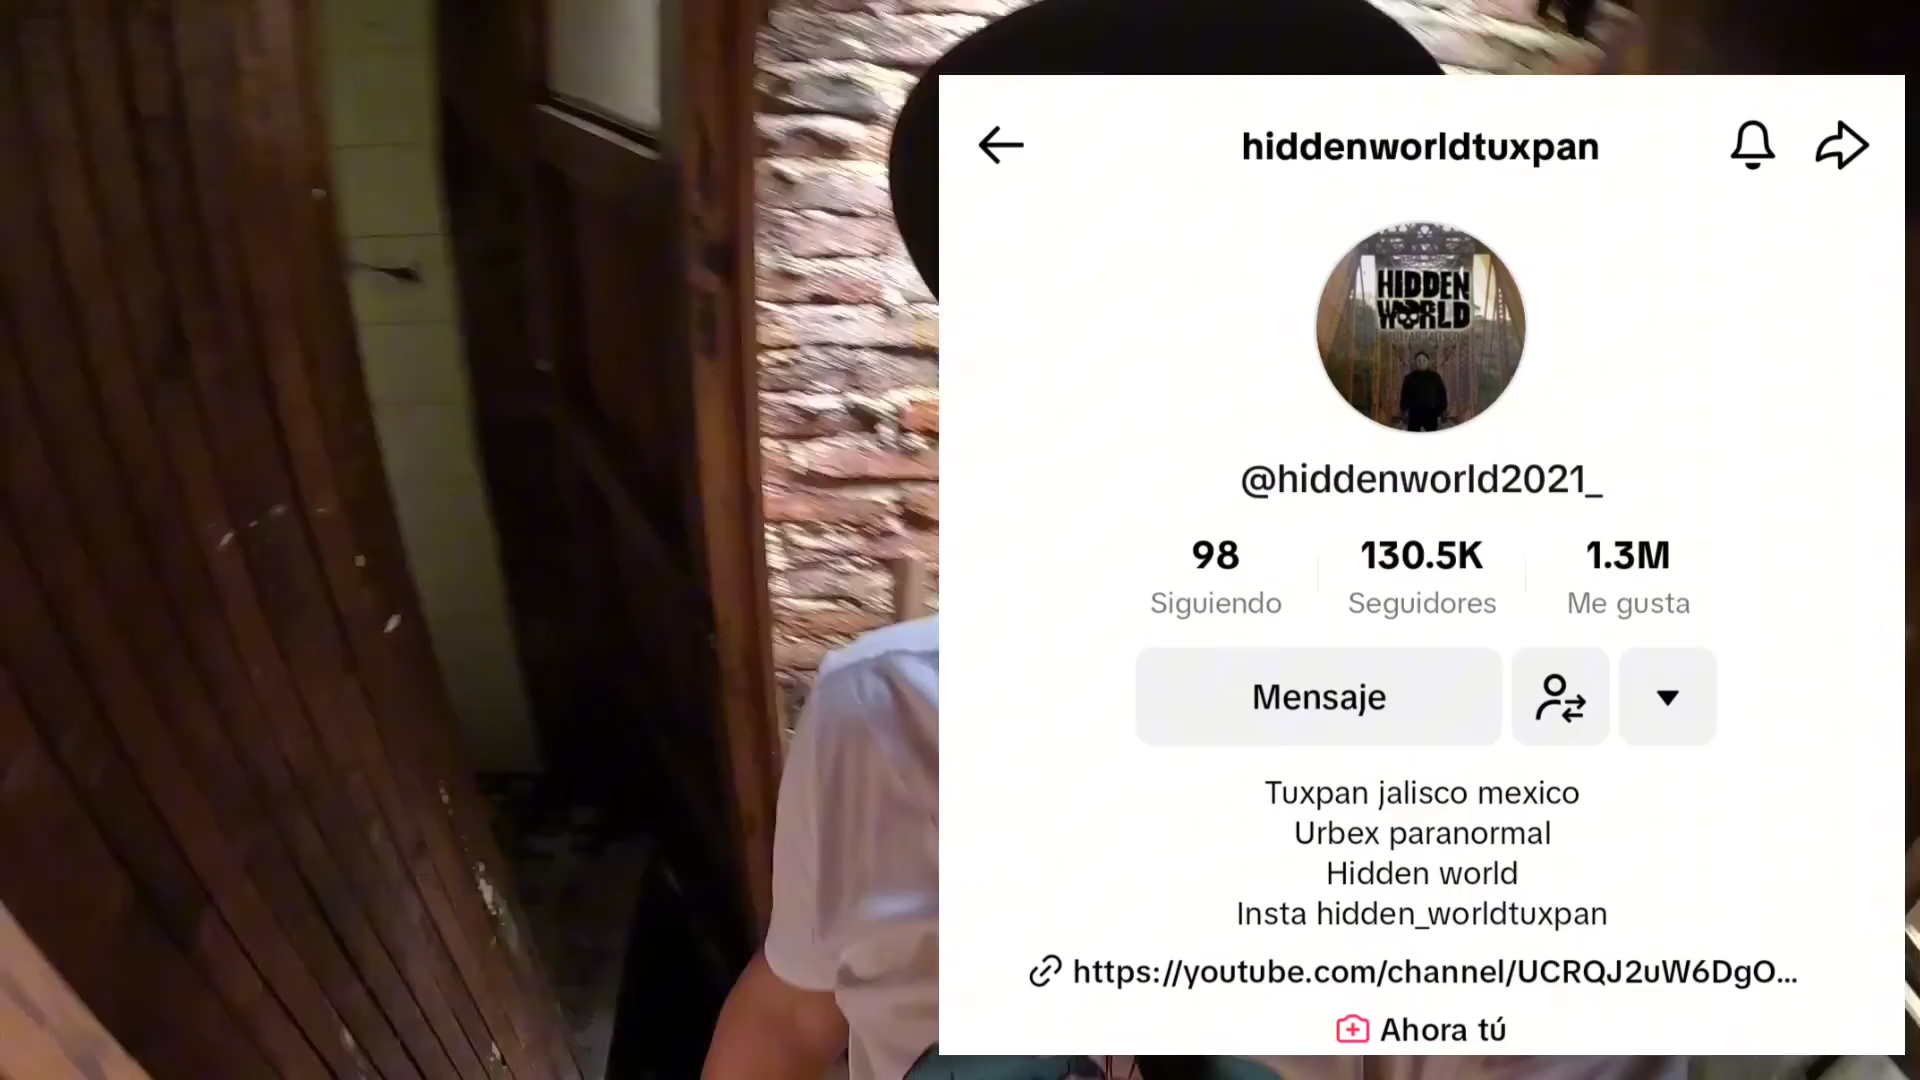 hiddenworldtuxpan
HIDDEN
WORLD
@hiddenworld2021_
98
Siguiendo
130.5K
Seguidores
1.3M
Me gusta
Mensaje
Tuxpan jalisco mexico
Urbex paranormal
Hidden world
Insta hidden_worldtuxpan
https://youtube.com/channel/UCRQJ2uW6DgO...
Ahora tú